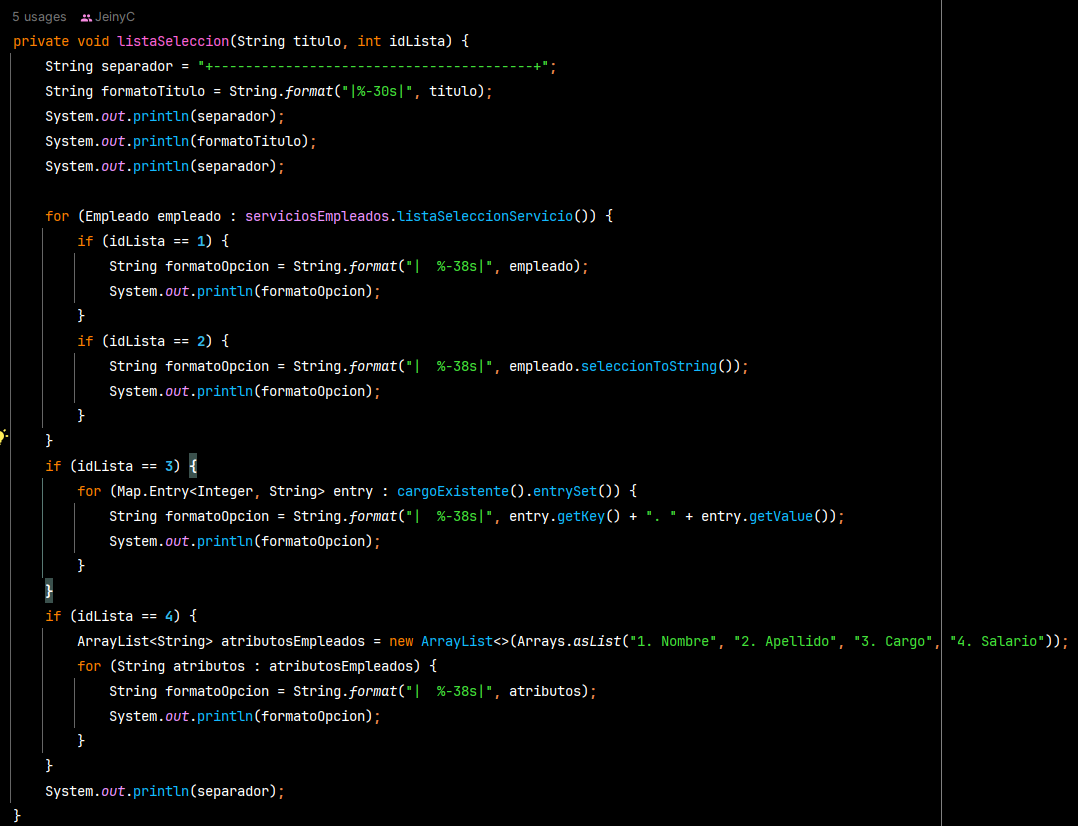 5 usages JeinyC
private void listaSeleccion(String titulo, int idLista) {
    String separador = "+----------------------------------------+";
    String formatoTitulo = String.format("|%-30s|", titulo);
    System.out.println(separador);
    System.out.println(formatoTitulo);
    System.out.println(separador);

    for (Empleado empleado : serviciosEmpleados.listaSeleccionServicio()) {
        if (idLista == 1) {
            String formatoOpcion = String.format("|  %-38s|", empleado);
            System.out.println(formatoOpcion);
        }
        if (idLista == 2) {
            String formatoOpcion = String.format("|  %-38s|", empleado.seleccionToString());
            System.out.println(formatoOpcion);
        }
    }
    if (idLista == 3) {
        for (Map.Entry<Integer, String> entry : cargoExistente().entrySet()) {
            String formatoOpcion = String.format("|  %-38s|", entry.getKey() + ". " + entry.getValue());
            System.out.println(formatoOpcion);
        }
    }
    if (idLista == 4) {
        ArrayList<String> atributosEmpleados = new ArrayList<>(Arrays.asList("1. Nombre", "2. Apellido", "3. Cargo", "4. Salario"));
        for (String atributos : atributosEmpleados) {
            String formatoOpcion = String.format("|  %-38s|", atributos);
            System.out.println(formatoOpcion);
        }
    }
    System.out.println(separador);
}